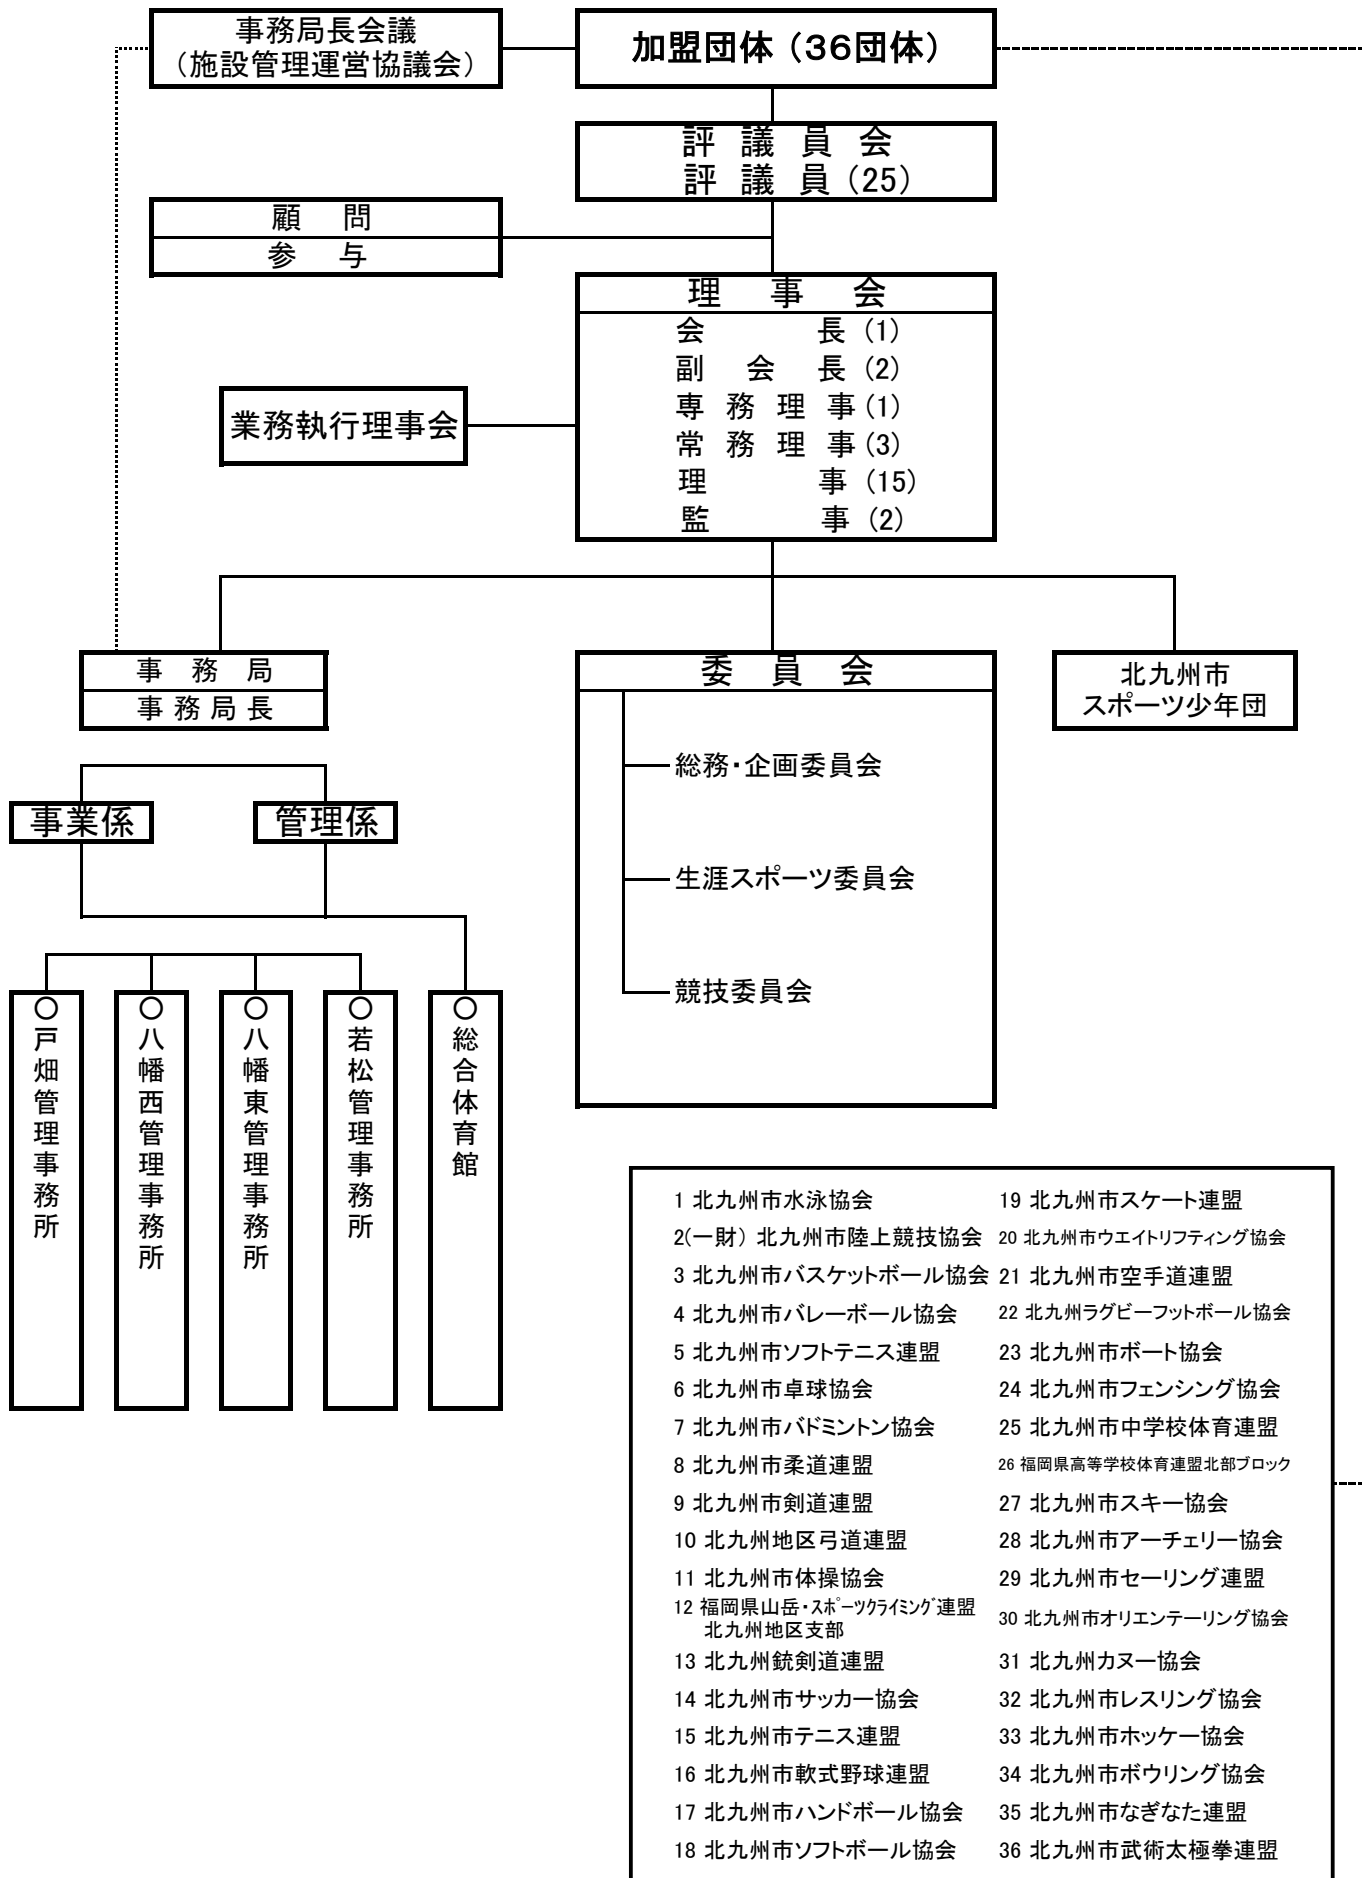 事務局長会議
（施設管理運営協議会）
加盟団体（36団体）
評議員会
評議員（25）
顧問
参与
理事会
会長（1）
副会長（2）
専務理事（1）
常務理事（3）
理事（15）
監事（2）
業務執行理事会
事務局
事務局長
委員会
総務・企画委員会
生涯スポーツ委員会
競技委員会
北九州市
スポーツ少年団
事業係
管理係
○戸畑管理事務所
○八幡西管理事務所
○八幡東管理事務所
○若松管理事務所
○総合体育館
1 北九州市水泳協会
2(一財）北九州市陸上競技協会
3 北九州市バスケットボール協会
4 北九州市バレーボール協会
5 北九州市ソフトテニス連盟
6 北九州市卓球協会
7 北九州市バドミントン協会
8 北九州市柔道連盟
9 北九州市剣道連盟
10 北九州地区弓道連盟
11 北九州市体操協会
12 福岡県山岳・ｽﾎﾟｰﾂｸﾗｲﾐﾝｸﾞ連盟
北九州地区支部
13 北九州銃剣道連盟
14 北九州市サッカー協会
15 北九州市テニス連盟
16 北九州市軟式野球連盟
17 北九州市ハンドボール協会
18 北九州市ソフトボール協会
19 北九州市スケート連盟
20 北九州市ウエイトリフティング協会
21 北九州市空手道連盟
22 北九州ラグビーフットボール協会
23 北九州市ボート協会
24 北九州市フェンシング協会
25 北九州市中学校体育連盟
26 福岡県高等学校体育連盟北部ブロック
27 北九州市スキー協会
28 北九州市アーチェリー協会
29 北九州市セーリング連盟
30 北九州市オリエンテーリング協会
31 北九州カヌー協会
32 北九州市レスリング協会
33 北九州市ホッケー協会
34 北九州市ボウリング協会
35 北九州市なぎなた連盟
36 北九州市武術太極拳連盟